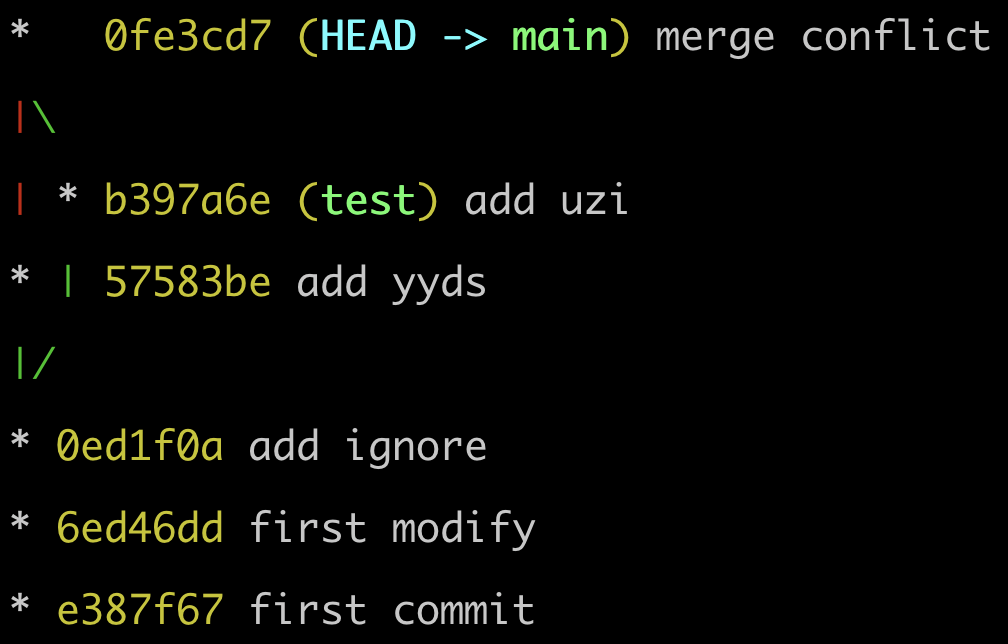 *   0fe3cd7 (HEAD -> main) merge conflict
|\
| * b397a6e (test) add uzi
* | 57583be add yyds
|/
* 0ed1f0a add ignore
* 6ed46dd first modify
* e387f67 first commit